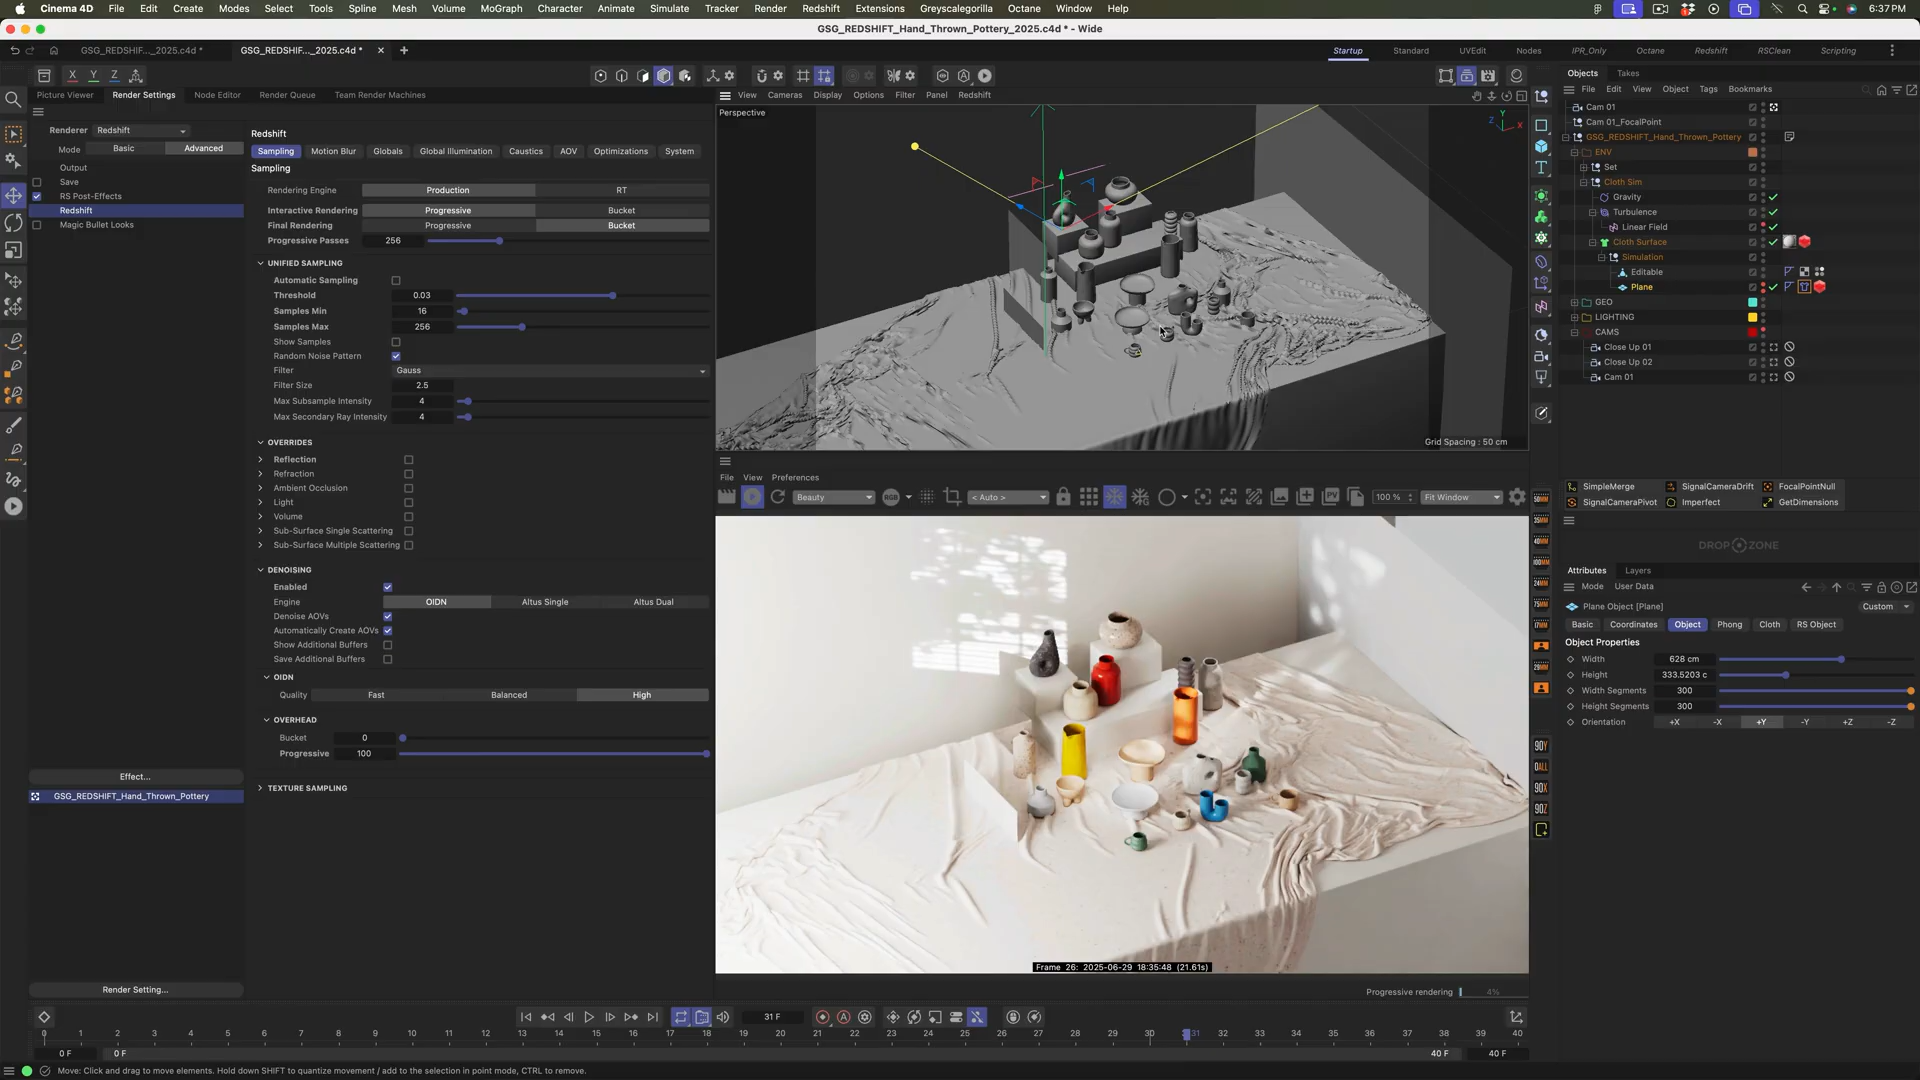 Cinema 4D File Edit Create Modes Select Tools Spline Mesh Volume MoGraph Character Animate Simulate Tracker Render Redshift Extensions Greyscalegorilla Octane Window Help 6:37PM
GSG_REDSHIFT_Hand_Thrown_Pottery_2025.c4d * - Wide
GSG_REDSHIF..._2025.c4d * GSG_REDSHIF..._2025.c4d * Startup Standard UVEdit Nodes IPR_Only Octane Redshift RSClean Scripting
X Y Z Objects Takes
Picture Viewer Render Settings Node Editor Render Queue Team Render Machines View Cameras Display Options Filter Panel Redshift File Edit View Object Tags Bookmarks
Renderer Redshift
Mode Basic Advanced
Output
Save
RS Post-Effects
Redshift
Magic Bullet Looks
Effect...
GSG_REDSHIFT_Hand_Thrown_Pottery
Render Setting...
Redshift
Sampling Motion Blur Globals Global Illumination Caustics AOV Optimizations System
Sampling
Rendering Engine Production RT
Interactive Rendering Progressive Bucket
Final Rendering Progressive Bucket
Progressive Passes 256
UNIFIED SAMPLING
Automatic Sampling
Threshold 0.03
Samples Min 16
Samples Max 256
Show Samples
Random Noise Pattern
Filter Gauss
Filter Size 2.5
Max Subsample Intensity 4
Max Secondary Ray Intensity 4
OVERRIDES
Reflection
Refraction
Ambient Occlusion
Light
Volume
Sub-Surface Single Scattering
Sub-Surface Multiple Scattering
DENOISING
Enabled
Engine OIDN Altus Single Altus Dual
Denoise AOVs
Automatically Create AOVs
Show Additional Buffers
Save Additional Buffers
OIDN
Quality Fast Balanced High
OVERHEAD
Bucket 0
Progressive 100
TEXTURE SAMPLING
Perspective
Y
Z X
Grid Spacing : 50 cm
File View Preferences
RGB Beauty < Auto > PV 100 % Fit Window
Frame 26: 2025-06-29 18:35:48 (21.61s)
Progressive rendering 4%
Cam 01
Cam 01_FocalPoint
GSG_REDSHIFT_Hand_Thrown_Pottery
ENV
Set
Cloth Sim
Gravity
Turbulence
Linear Field
Cloth Surface
Simulation
Editable
Plane
GEO
LIGHTING
CAMS
Close Up 01
Close Up 02
Cam 01
SimpleMerge SignalCameraDrift FocalPointNull
SignalCameraPivot Imperfect GetDimensions
DROP ZONE
Attributes Layers
Mode User Data
Plane Object [Plane] Custom
Basic Coordinates Object Phong Cloth RS Object
Object Properties
Width 628 cm
Height 333.5203 c
Width Segments 300
Height Segments 300
Orientation +X -X +Y -Y +Z -Z
90Y
0ALL
90X
90Z
31 F
0 1 2 3 4 5 6 7 8 9 10 11 12 13 14 15 16 17 18 19 20 21 22 23 24 25 26 27 28 29 30 31 32 33 34 35 36 37 38 39 40
0 F 0 F 40 F 40 F
Move: Click and drag to move elements. Hold down SHIFT to quantize movement / add to the selection in point mode, CTRL to remove.